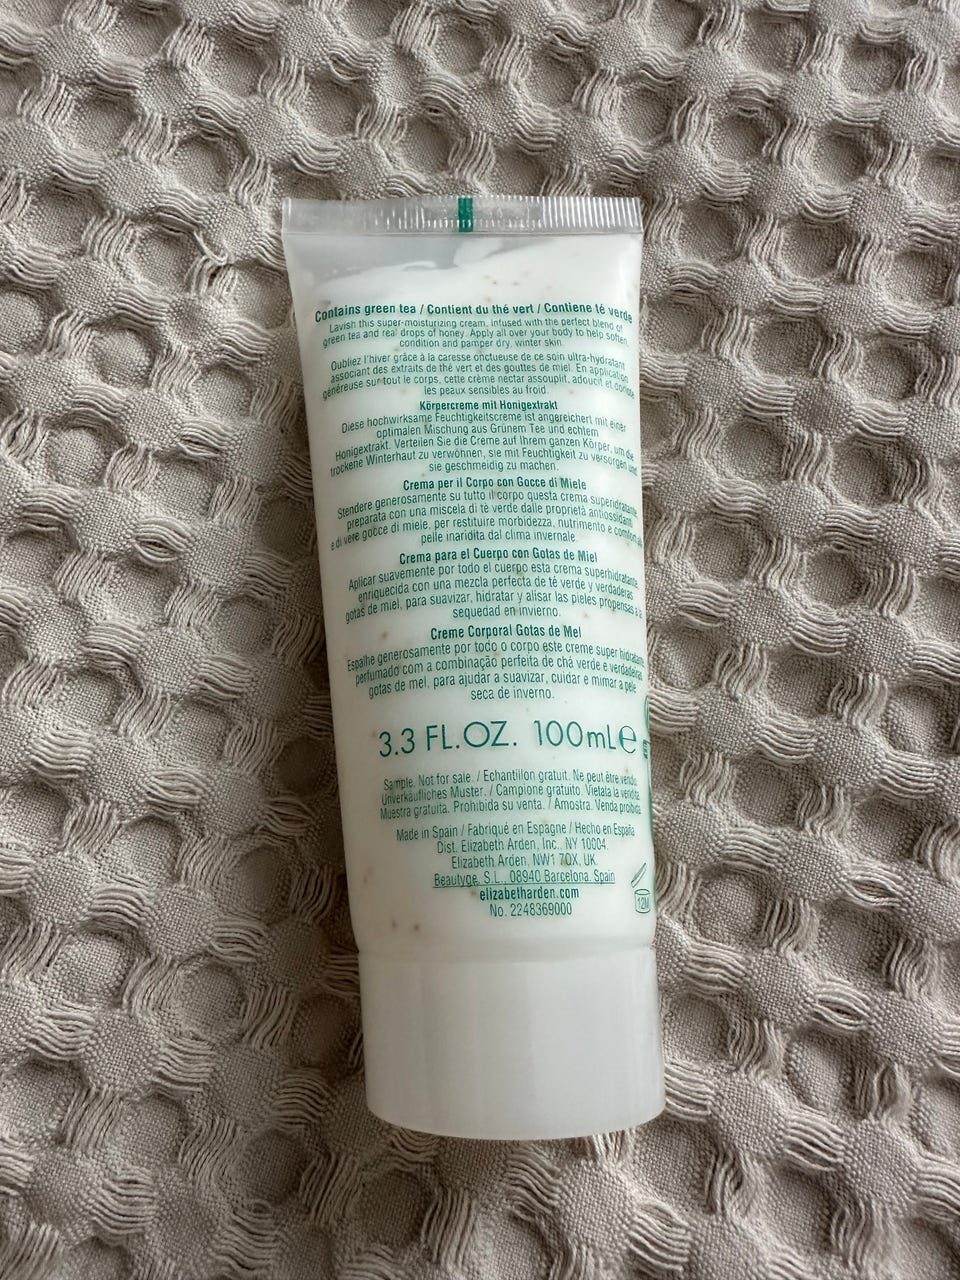 Contains green tea / Contient du thé vert / Contiene té verde
Lavish this super-moisturizing cream, infused with the perfect blend of
green tea and real drops of honey. Apply all over your body to help soften,
condition and pamper dry, winter skin.
Oubliez l'hiver grâce à la caresse onctueuse de ce soin ultra-hydratant
associant des extraits de thé vert et des gouttes de miel. En application
généreuse sur tout le corps, cette crème nectar assouplit, adoucit et dorlote
les peaux sensibles au froid.
Körpercreme mit Honigextrakt
Diese hochwirksame Feuchtigkeitscreme ist angereichert mit einer
optimalen Mischung aus Grünem Tee und echtem
Honigextrakt. Verteilen Sie die Creme auf Ihrem ganzen Körper, um die
trockene Winterhaut zu verwöhnen, sie mit Feuchtigkeit zu versorgen und
sie geschmeidig zu machen.
Crema per il Corpo con Gocce di Miele
Stendere generosamente su tutto il corpo questa crema superidratante,
preparata con una miscela di tè verde dalle proprietà antiossidanti
e di vere gocce di miele, per restituire morbidezza, nutrimento e comfort alla
pelle inaridita dal clima invernale.
Crema para el Cuerpo con Gotas de Miel
Aplicar suavemente por todo el cuerpo esta crema superhidratante,
enriquecida con una mezcla perfecta de té verde y verdaderas
gotas de miel, para suavizar, hidratar y alisar las pieles propensas a la
sequedad en invierno.
Creme Corporal Gotas de Mel
Espalhe generosamente por todo o corpo este creme super hidratante,
perfumado com a combinação perfeita de chá verde e verdadeiras
gotas de mel, para ajudar a suavizar, cuidar e mimar a pele
seca de inverno.
3.3 FL.OZ. 100mL℮
Sample. Not for sale. / Echantillon gratuit. Ne peut être vendu.
Unverkäufliches Muster. / Campione gratuito. Vietata la vendita.
Muestra gratuita. Prohibida su venta. / Amostra. Venda proibida.
Made in Spain / Fabriqué en Espagne / Hecho en España
Dist. Elizabeth Arden, Inc., NY 10004.
Elizabeth Arden, NW1 7DX, UK.
Beautyge, S.L., 08940 Barcelona. Spain
elizabetharden.com
12M
No. 2248369000